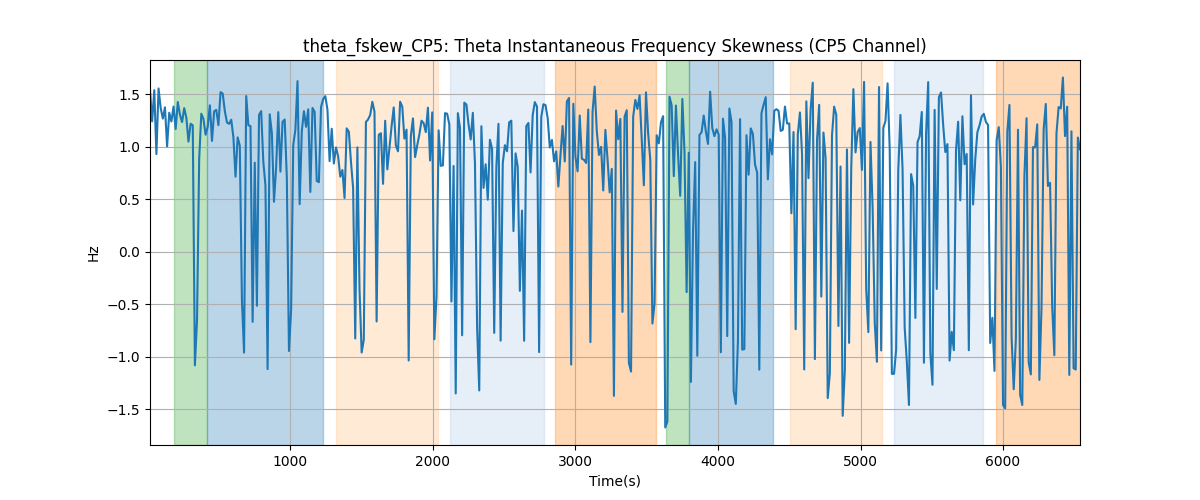 theta_fskew_CP5: Theta Instantaneous Frequency Skewness (CP5 Channel)
1.5
1.0
0.5
0.0
−0.5
−1.0
−1.5
Hz
1000 2000 3000 4000 5000 6000
Time(s)